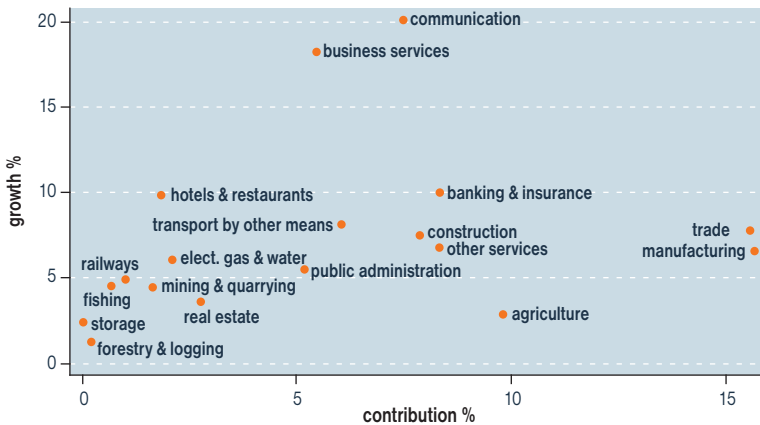 20
communication
business services
15
10
hotels & restaurants
banking & insurance
transport by other means
construction
trade
other services
manufacturing
elect. gas & water
railways
public administration
5
mining & quarrying
fishing
real estate
agriculture
storage
forestry & logging
0
growth %
0
5
10
15
contribution %